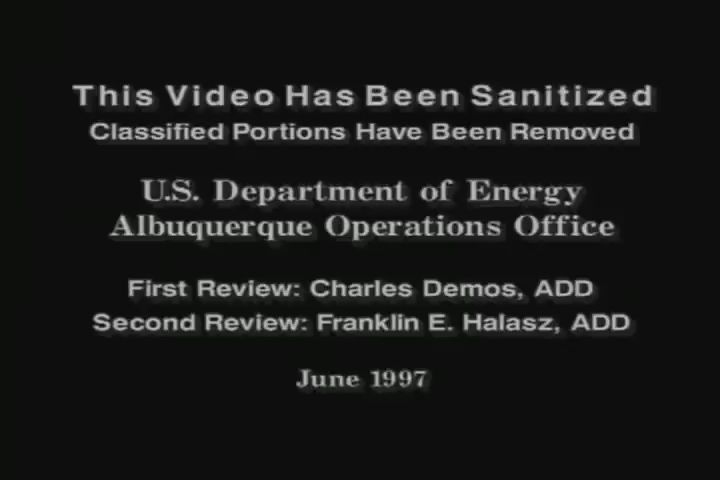 This Video Has Been Sanitized
Classified Portions Have Been Removed
U.S. Department of Energy
Albuquerque Operations Office
First Review: Charles Demos, ADD
Second Review: Franklin E. Halasz, ADD
June 1997